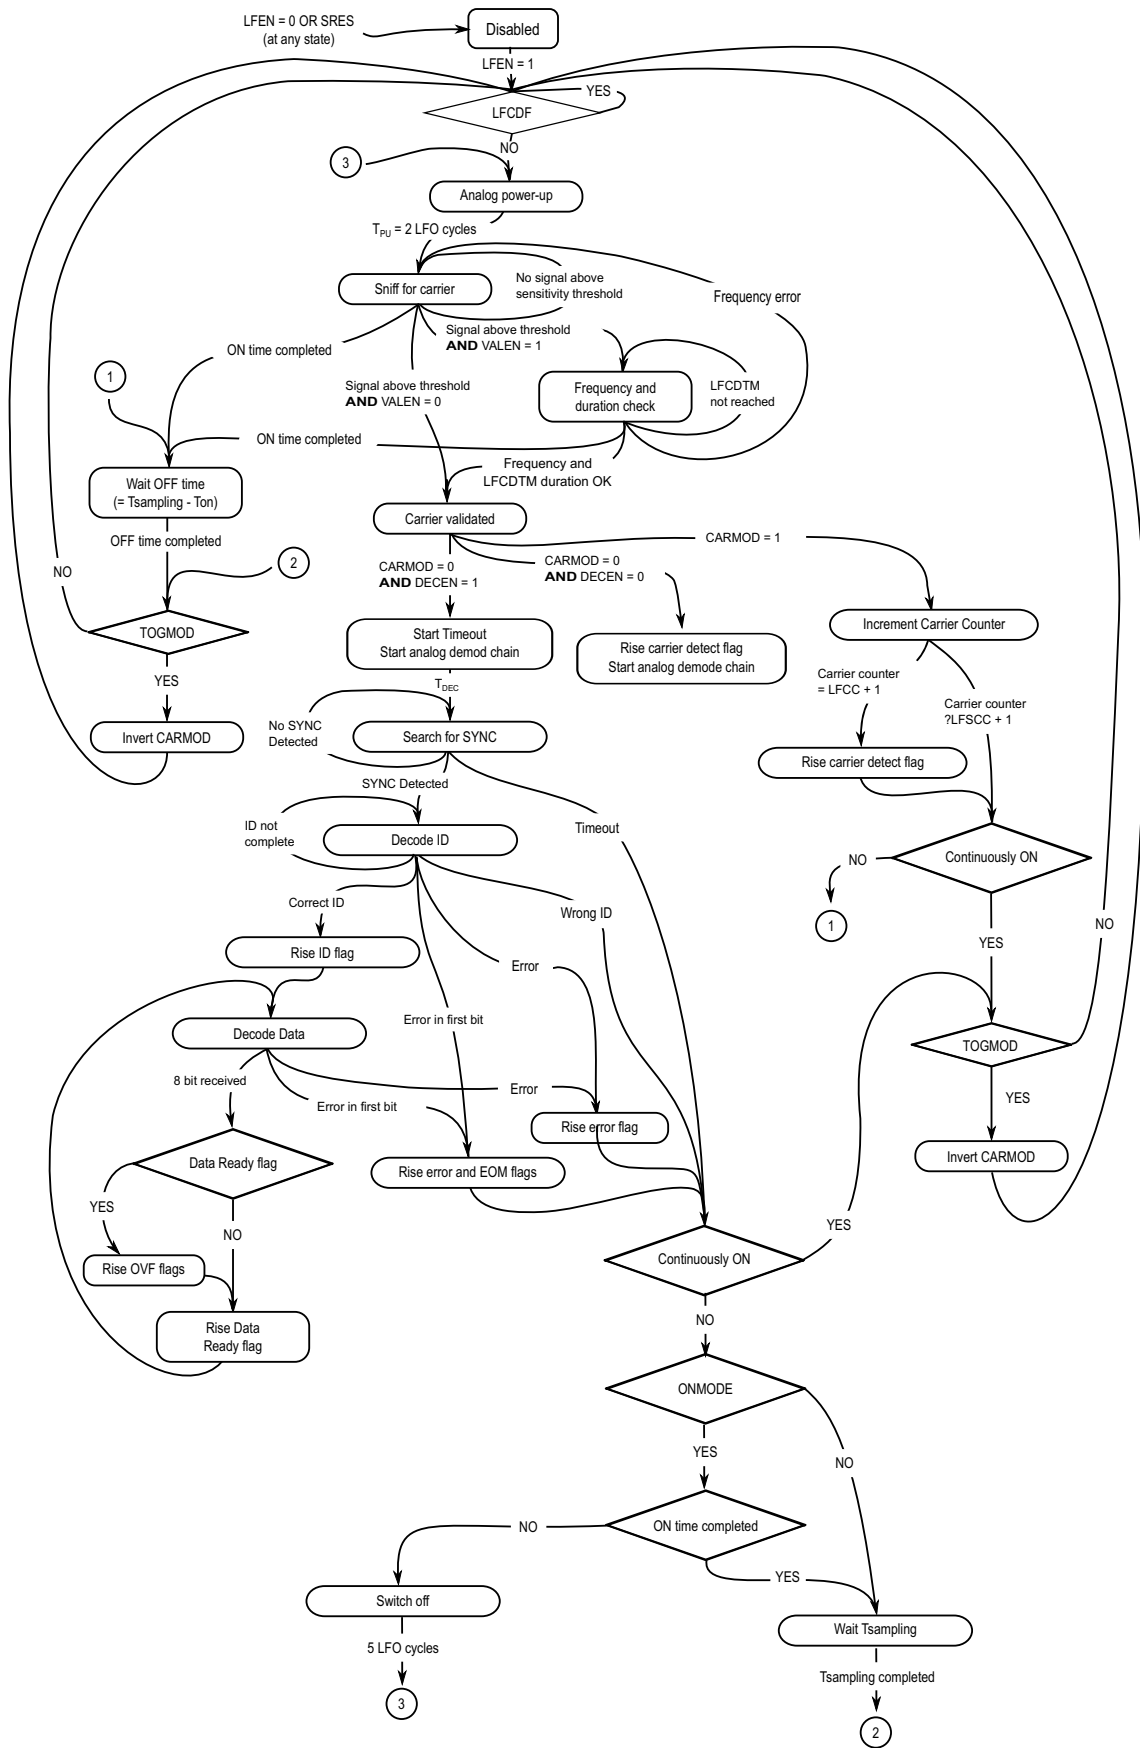 LFEN = 0 OR SRES
(at any state)
Disabled
LFEN = 1
YES
LFCDF
NO
3
Analog power-up
TPU = 2 LFO cycles
Sniff for carrier
No signal above
sensitivity threshold
Frequency error
Signal above threshold
AND VALEN = 1
ON time completed
1
Signal above threshold
AND VALEN = 0
Frequency and
duration check
LFCDTM
not reached
ON time completed
Frequency and
LFCDTM duration OK
Wait OFF time
(= Tsampling - Ton)
Carrier validated
OFF time completed
CARMOD = 1
NO
2
CARMOD = 0
AND DECEN = 1
CARMOD = 0
AND DECEN = 0
TOGMOD
Start Timeout
Start analog demod chain
Rise carrier detect flag
Start analog demode chain
Increment Carrier Counter
YES
TDEC
Carrier counter
= LFCC + 1
Carrier counter
?LFSCC + 1
Invert CARMOD
No SYNC
Detected
Search for SYNC
Rise carrier detect flag
SYNC Detected
ID not
complete
Decode ID
Timeout
NO
Continuously ON
Correct ID
Wrong ID
1
NO
Rise ID flag
Error
YES
Decode Data
Error in first bit
TOGMOD
8 bit received
Error in first bit
Error
YES
Rise error flag
Data Ready flag
Rise error and EOM flags
Invert CARMOD
YES
NO
YES
Rise OVF flags
Continuously ON
Rise Data
Ready flag
NO
ONMODE
YES
NO
NO
ON time completed
YES
Switch off
Wait Tsampling
5 LFO cycles
Tsampling completed
3
2